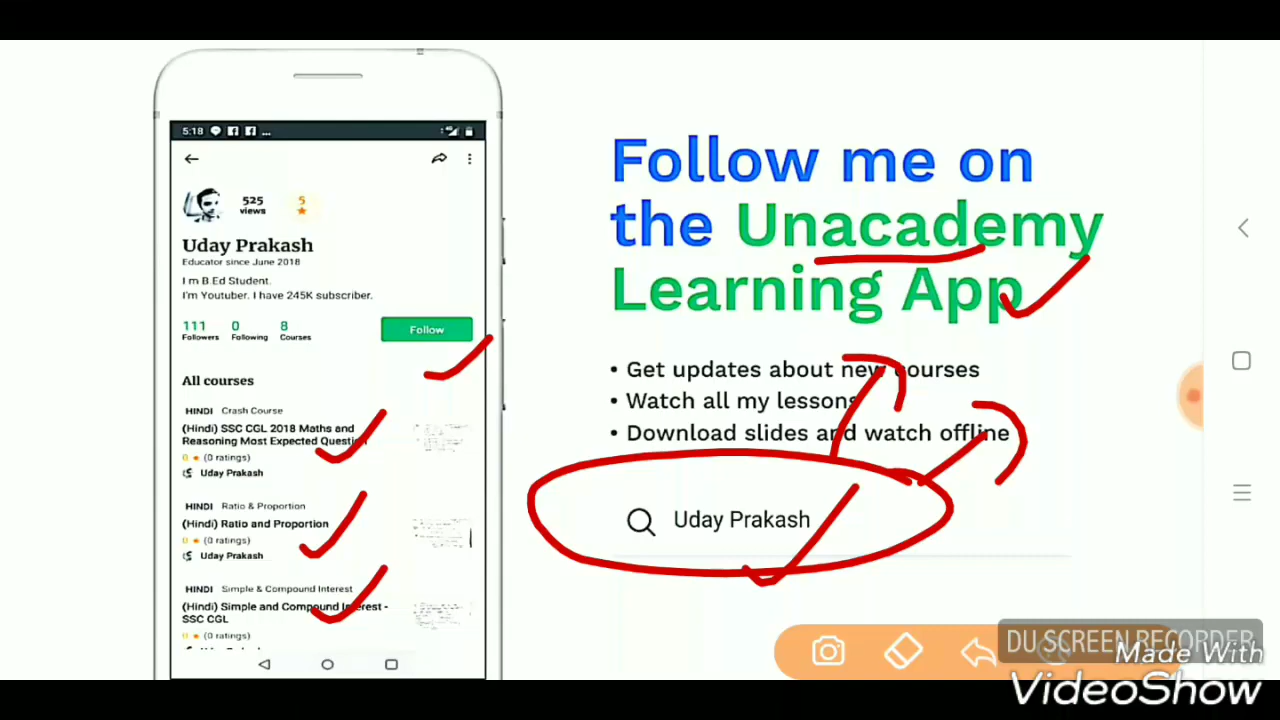 5:18 ...
525
views
5
Uday Prakash
Educator since June 2018
I m B.Ed Student.
I'm Youtuber. I have 245K subscriber.
111 0 8
Followers Following Courses
Follow
All courses
HINDI Crash Course
(Hindi) SSC CGL 2018 Maths and
Reasoning Most Expected Question
0 ★ (0 ratings)
Uday Prakash
HINDI Ratio & Proportion
(Hindi) Ratio and Proportion
0 ★ (0 ratings)
Uday Prakash
HINDI Simple & Compound Interest
(Hindi) Simple and Compound Interest -
SSC CGL
0 ★ (0 ratings)
Follow me on
the Unacademy
Learning App
• Get updates about new courses
• Watch all my lessons
• Download slides and watch offline
Uday Prakash
DU SCREEN RECORDER
Made With
VideoShow